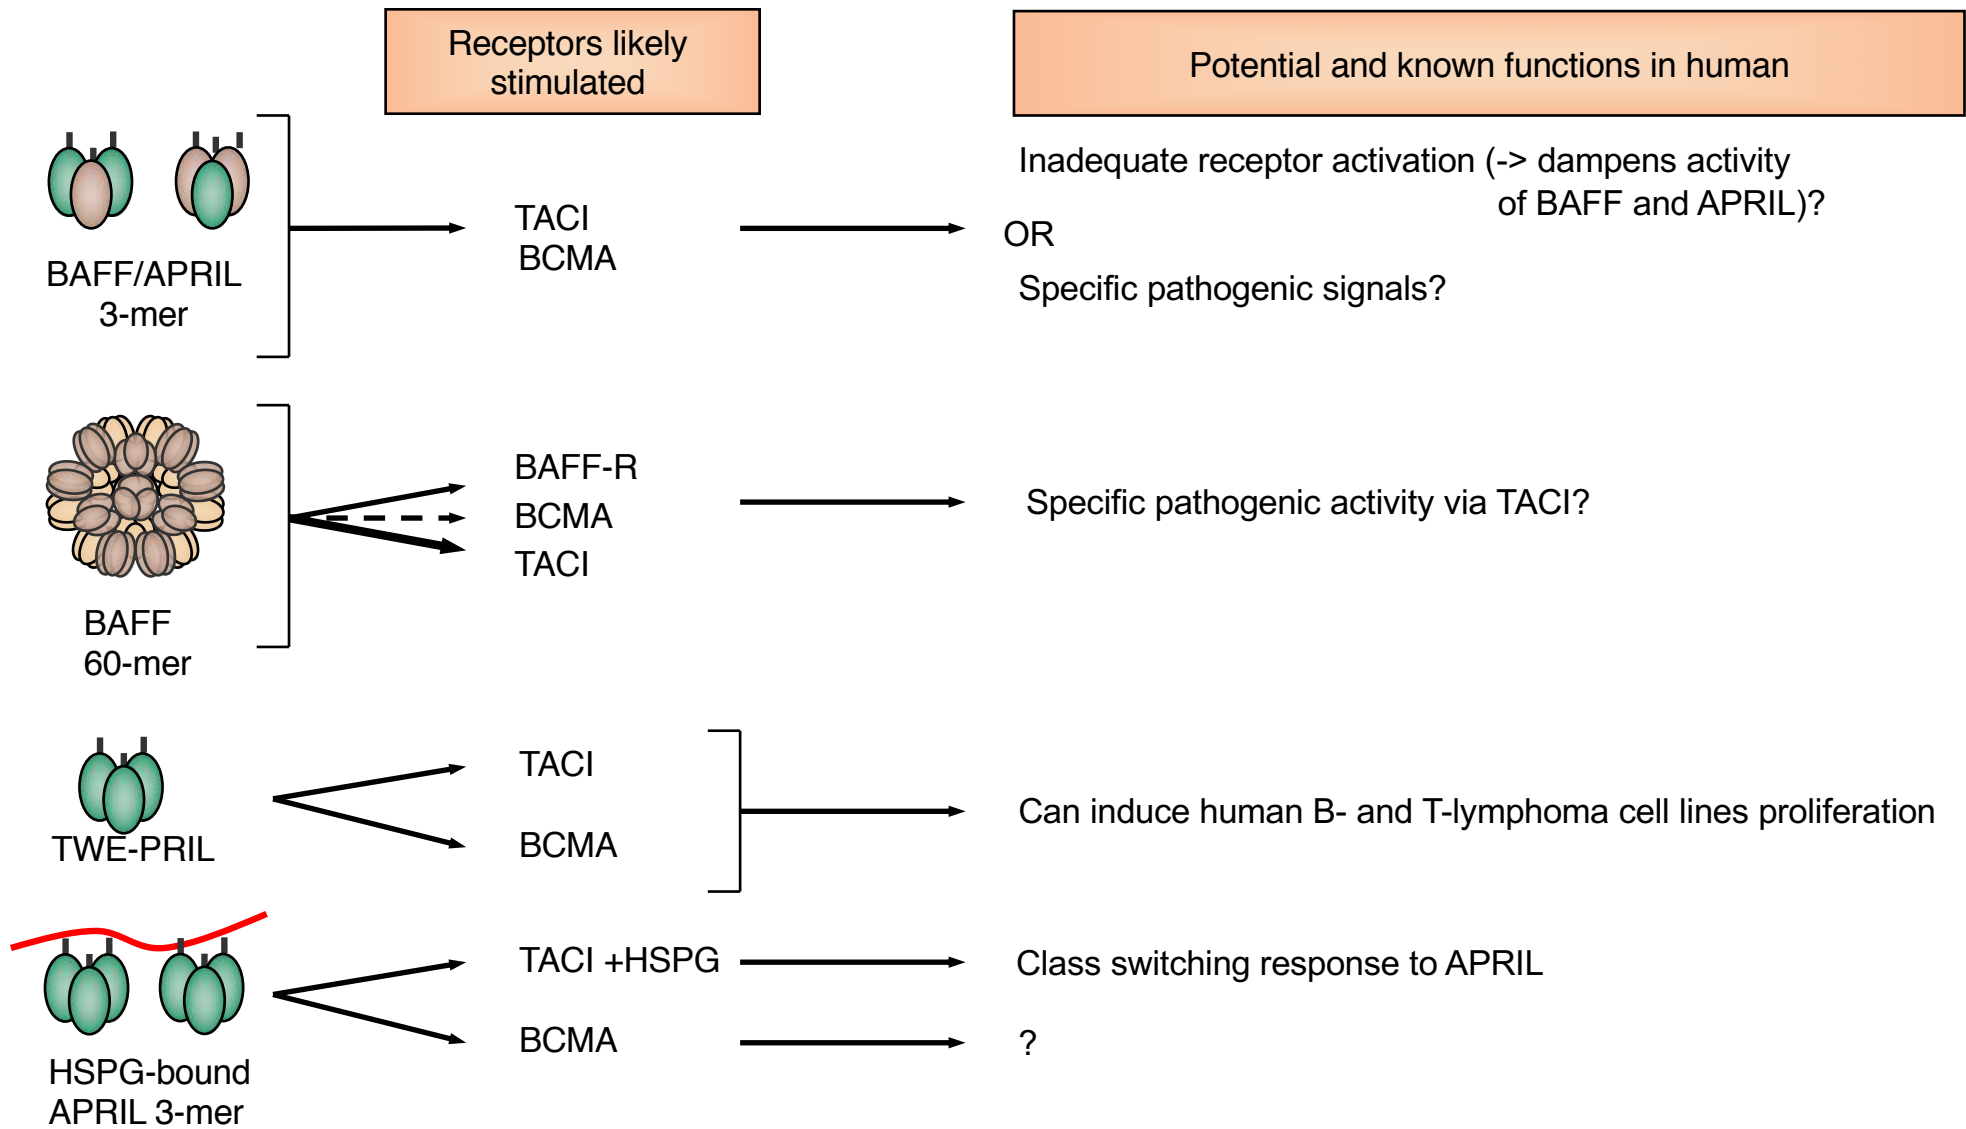 Receptors likely
stimulated
Potential and known functions in human
BAFF/APRIL
3-mer
TACI
BCMA
Inadequate receptor activation (-> dampens activity
of BAFF and APRIL)?
OR
Specific pathogenic signals?
BAFF
60-mer
BAFF-R
BCMA
TACI
Specific pathogenic activity via TACI?
TWE-PRIL
TACI
BCMA
Can induce human B- and T-lymphoma cell lines proliferation
HSPG-bound
APRIL 3-mer
TACI +HSPG
Class switching response to APRIL
BCMA
?